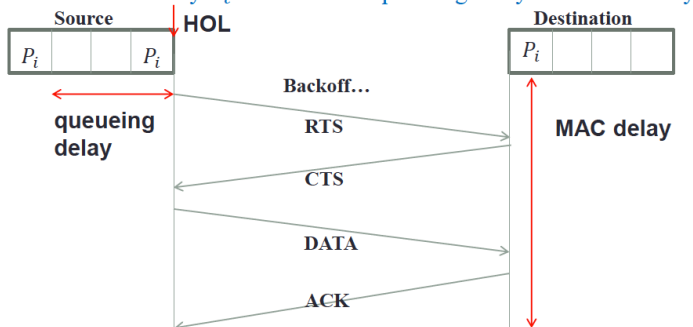 Source
HOL
Destination
P_i P_i
P_i
Backoff…
queueing
delay
RTS
MAC delay
CTS
DATA
ACK